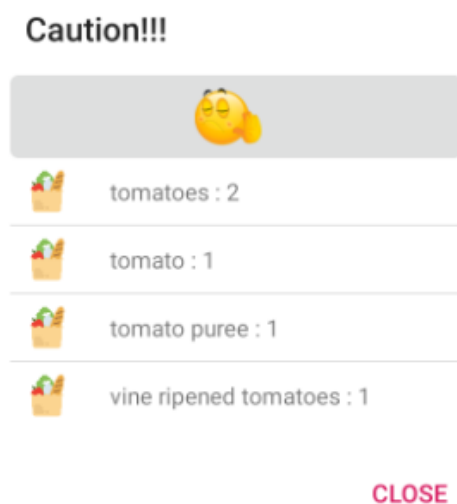 Caution!!!
tomatoes : 2
tomato : 1
tomato puree : 1
vine ripened tomatoes : 1
CLOSE